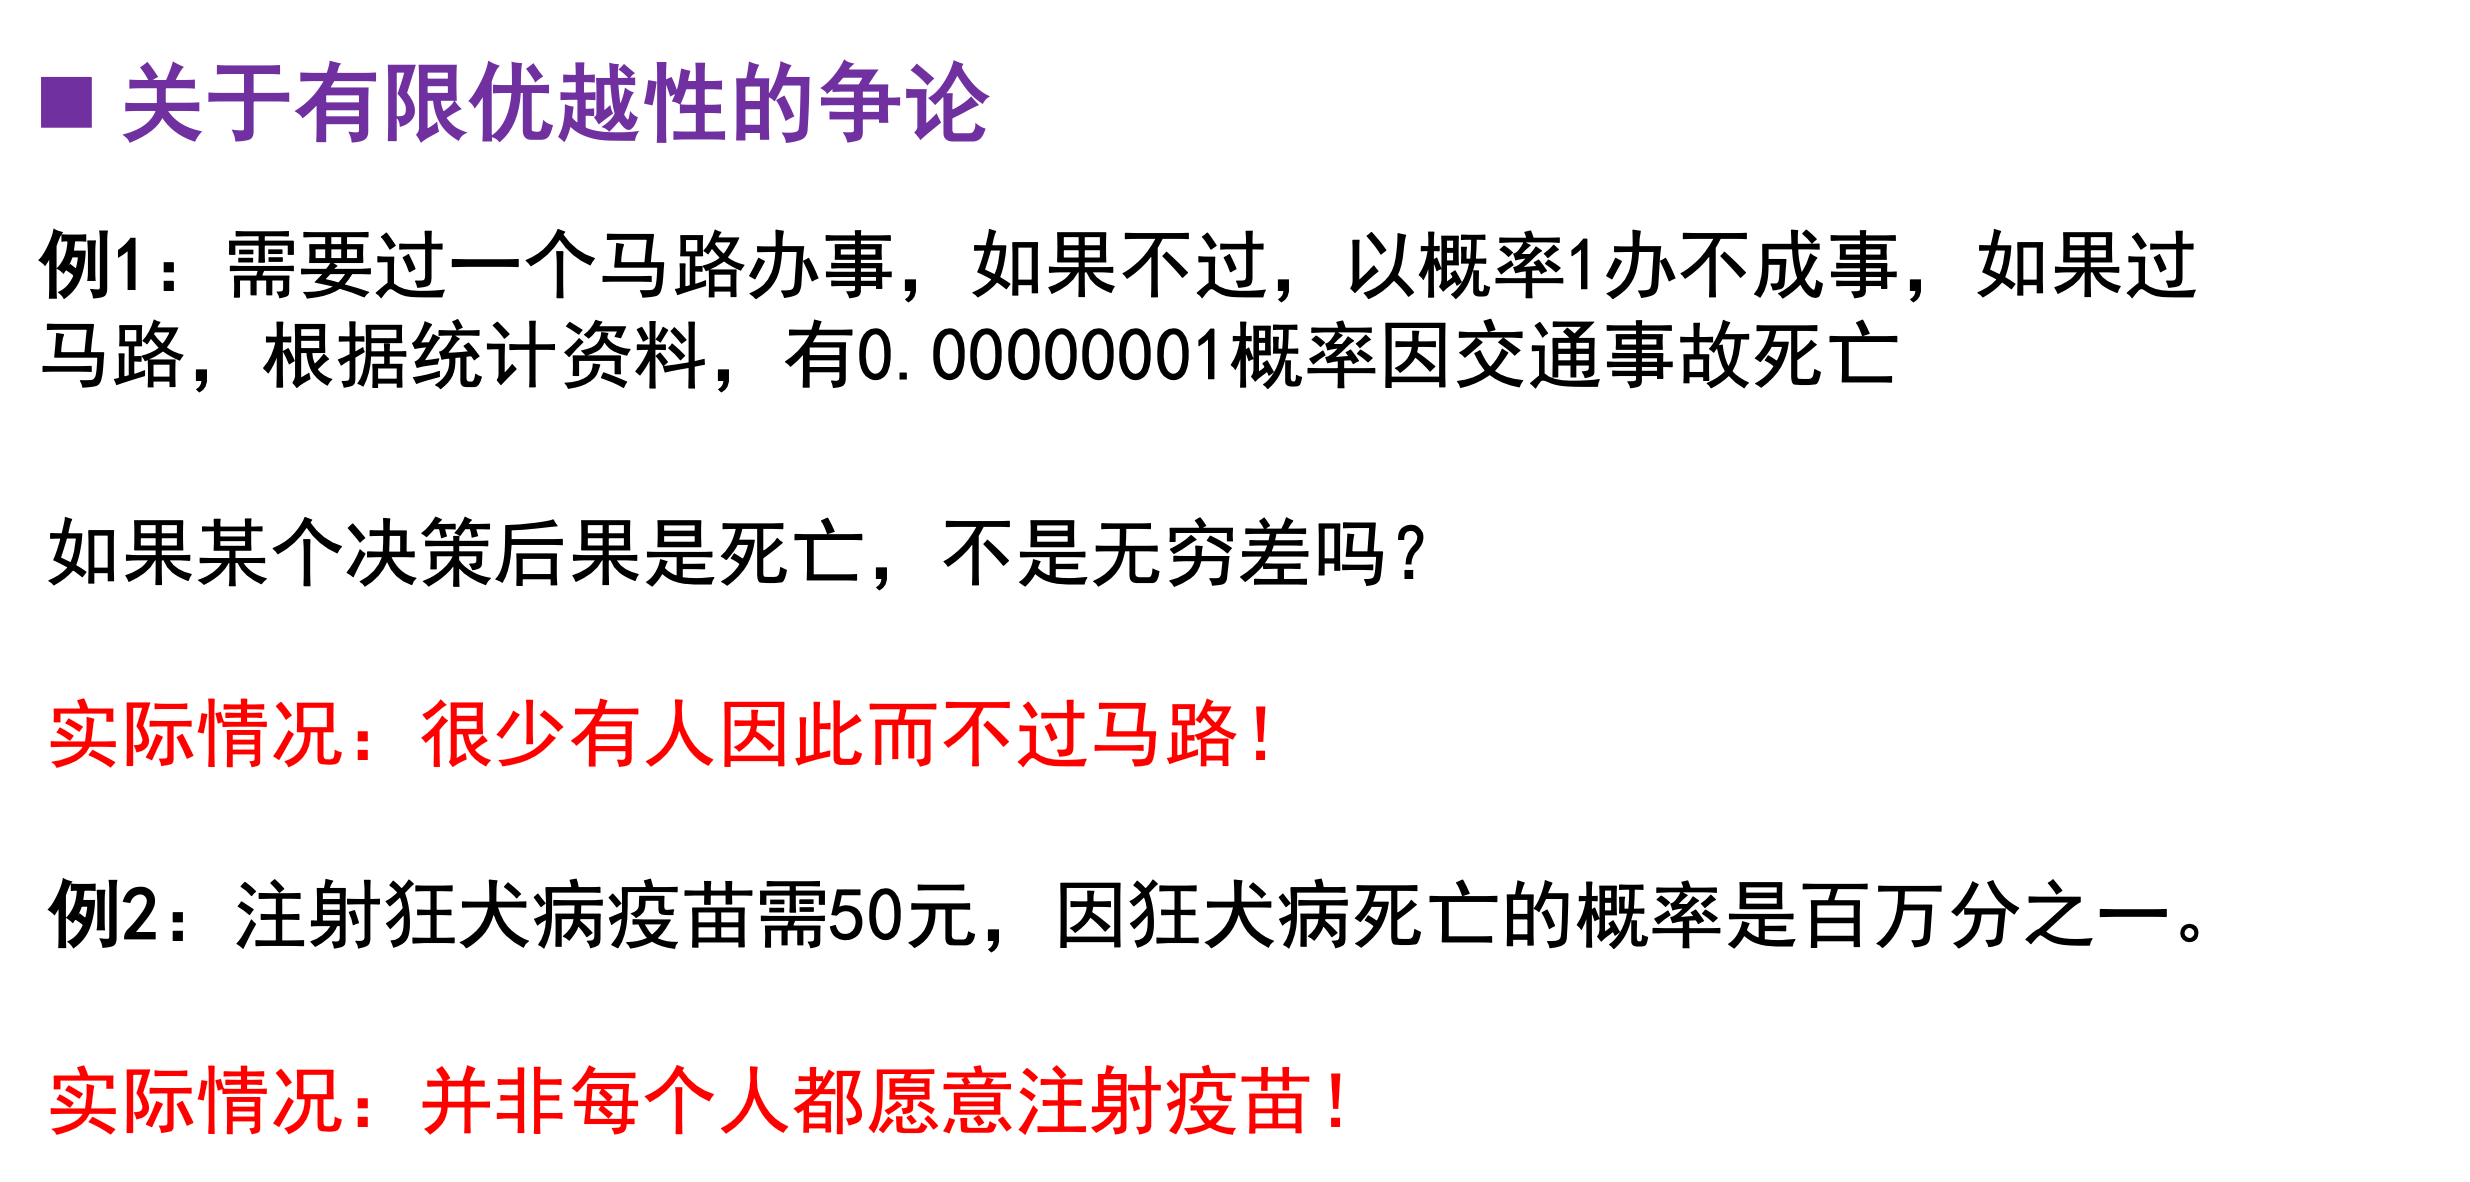 ■ 关于有限优越性的争论
例1：需要过一个马路办事，如果不过，以概率1办不成事，如果过
马路，根据统计资料，有0.00000001概率因交通事故死亡
如果某个决策后果是死亡，不是无穷差吗？
实际情况：很少有人因此而不过马路！
例2：注射狂犬病疫苗需50元，因狂犬病死亡的概率是百万分之一。
实际情况：并非每个人都愿意注射疫苗！